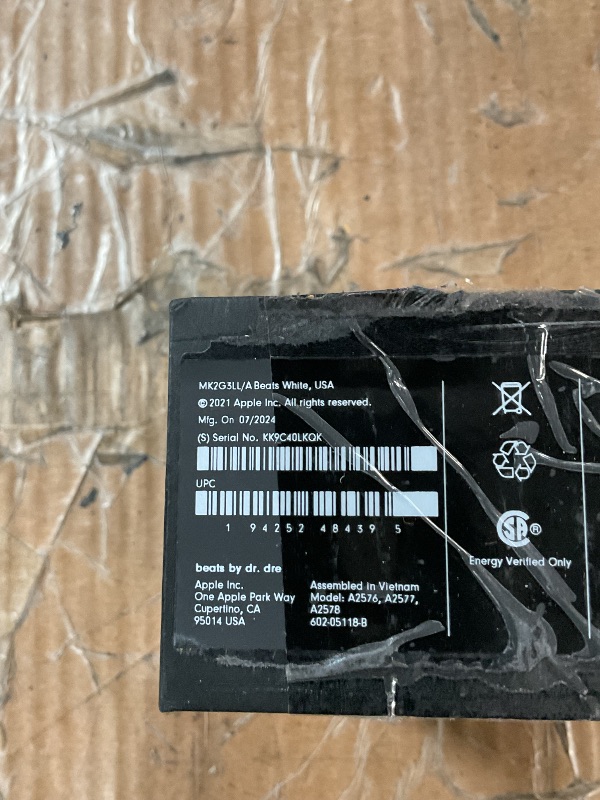 MK2G3LL/A Beats White, USA
© 2021 Apple Inc. All rights reserved.
Mfg. On 07/2024
(S) Serial No. KK9C40LKQK
UPC
1 94252 48439 5
beats by dr. dre
Apple Inc.
One Apple Park Way
Cupertino, CA
95014 USA
Assembled in Vietnam
Model: A2576, A2577,
A2578
602-05118-B
SA®
Energy Verified Only